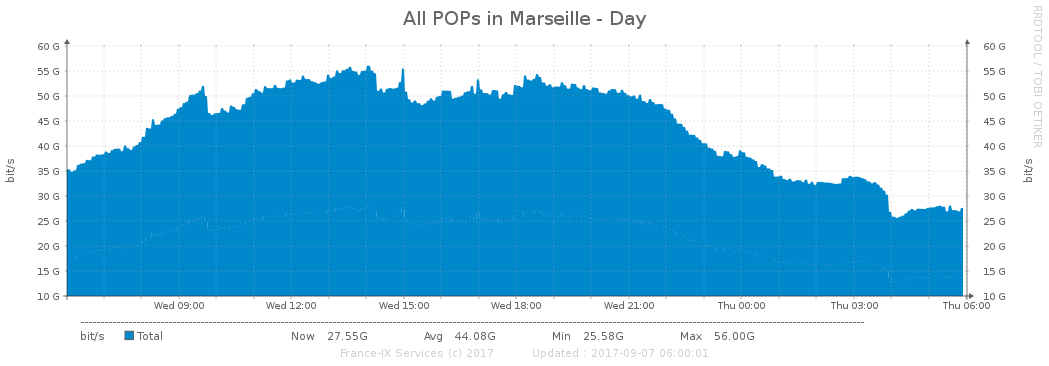 All POPs in Marseille - Day
RRDTOOL / TOBI OETIKER
60 G 60 G
55 G 55 G
50 G 50 G
45 G 45 G
40 G 40 G
35 G 35 G
30 G 30 G
25 G 25 G
20 G 20 G
15 G 15 G
10 G 10 G
bit/s
bit/s
Wed 09:00 Wed 12:00 Wed 15:00 Wed 18:00 Wed 21:00 Thu 00:00 Thu 03:00 Thu 06:00
bit/s Total Now 27.55G Avg 44.08G Min 25.58G Max 56.00G
France-IX Services (c) 2017 Updated : 2017-09-07 06:00:01